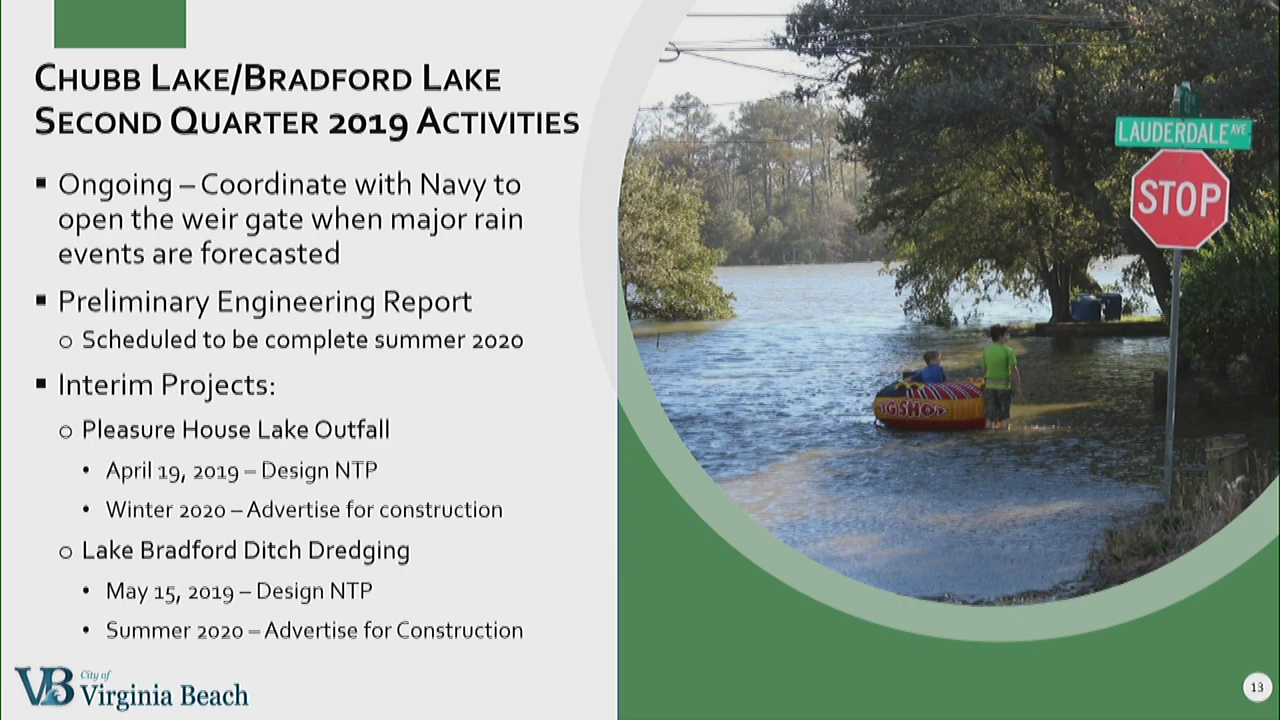 CHUBB LAKE/BRADFORD LAKE
SECOND QUARTER 2019 ACTIVITIES
▪ Ongoing – Coordinate with Navy to
open the weir gate when major rain
events are forecasted
▪ Preliminary Engineering Report
o Scheduled to be complete summer 2020
▪ Interim Projects:
o Pleasure House Lake Outfall
• April 19, 2019 – Design NTP
• Winter 2020 – Advertise for construction
o Lake Bradford Ditch Dredging
• May 15, 2019 – Design NTP
• Summer 2020 – Advertise for Construction
VB City of
Virginia Beach
LAUDERDALE AVE
STOP
13